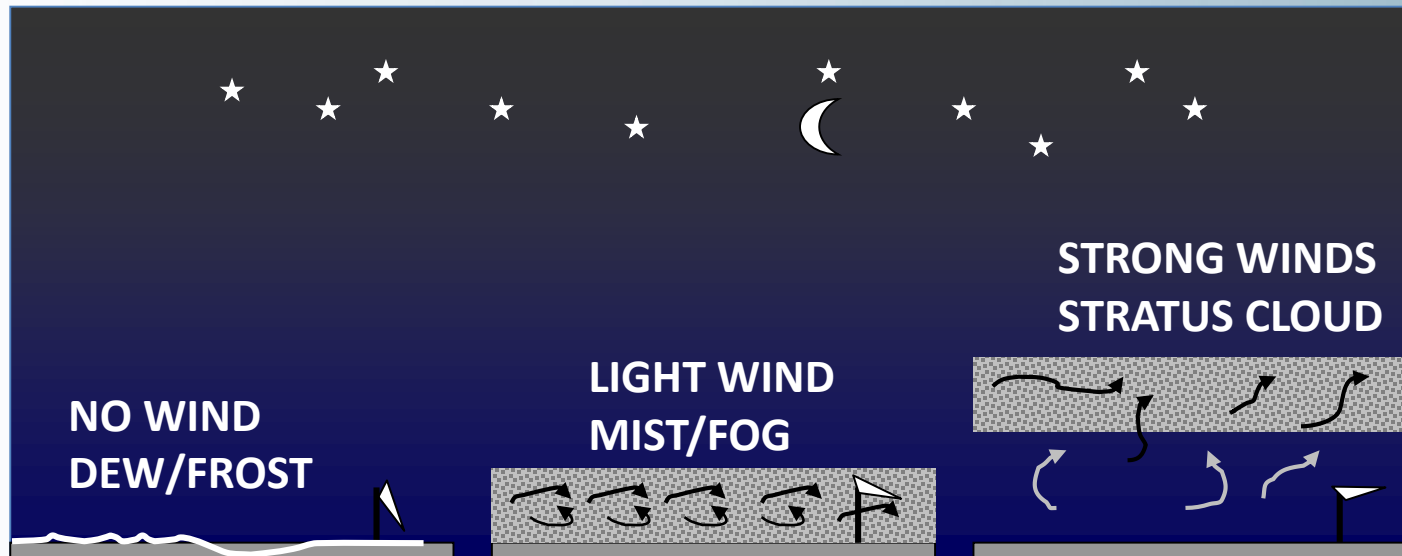 NO WIND
DEW/FROST
LIGHT WIND
MIST/FOG
STRONG WINDS
STRATUS CLOUD